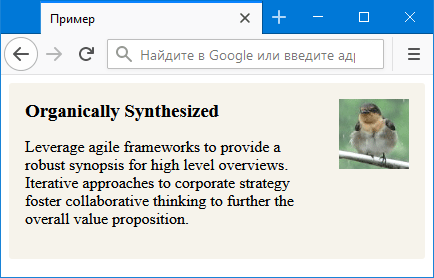 Пример
Найдите в Google или введите ад
Organically Synthesized
Leverage agile frameworks to provide a
robust synopsis for high level overviews.
Iterative approaches to corporate strategy
foster collaborative thinking to further the
overall value proposition.